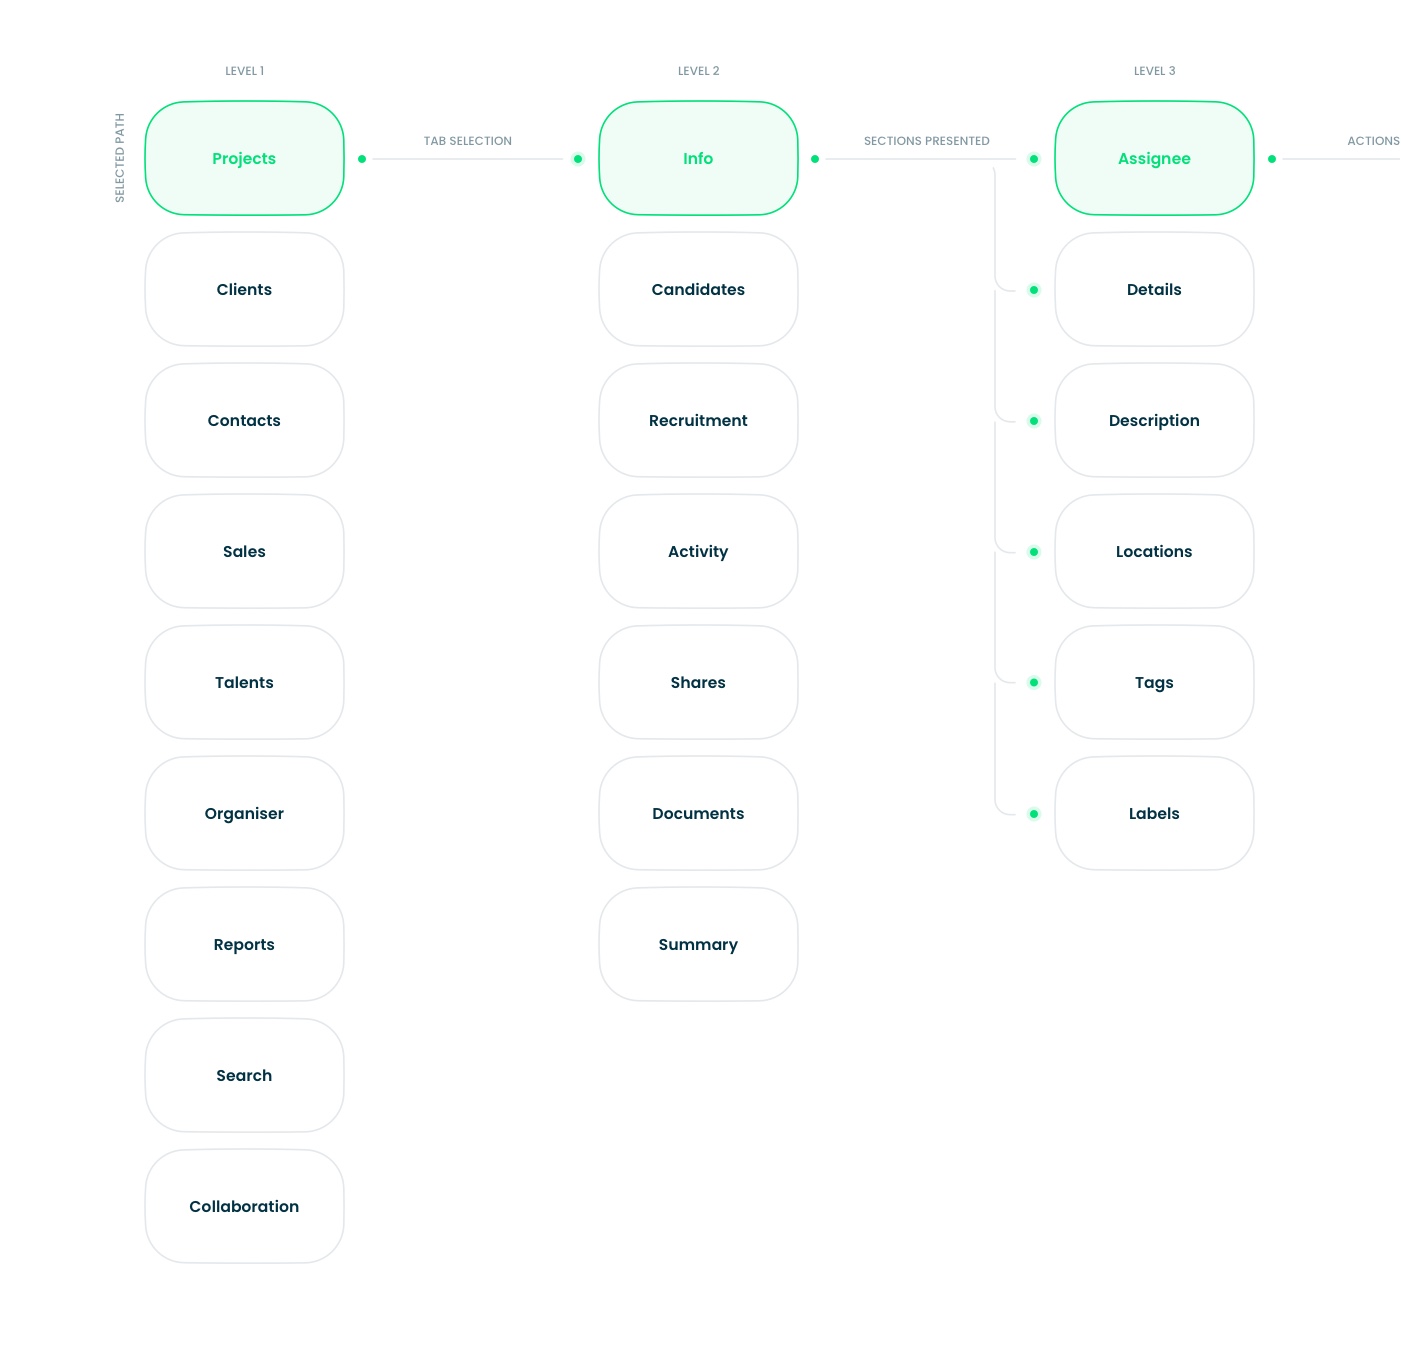 LEVEL 1
LEVEL 2
LEVEL 3
SELECTED PATH
Projects
TAB SELECTION
Info
SECTIONS PRESENTED
Assignee
ACTIONS
Clients
Candidates
Details
Contacts
Recruitment
Description
Sales
Activity
Locations
Talents
Shares
Tags
Organiser
Documents
Labels
Reports
Summary
Search
Collaboration